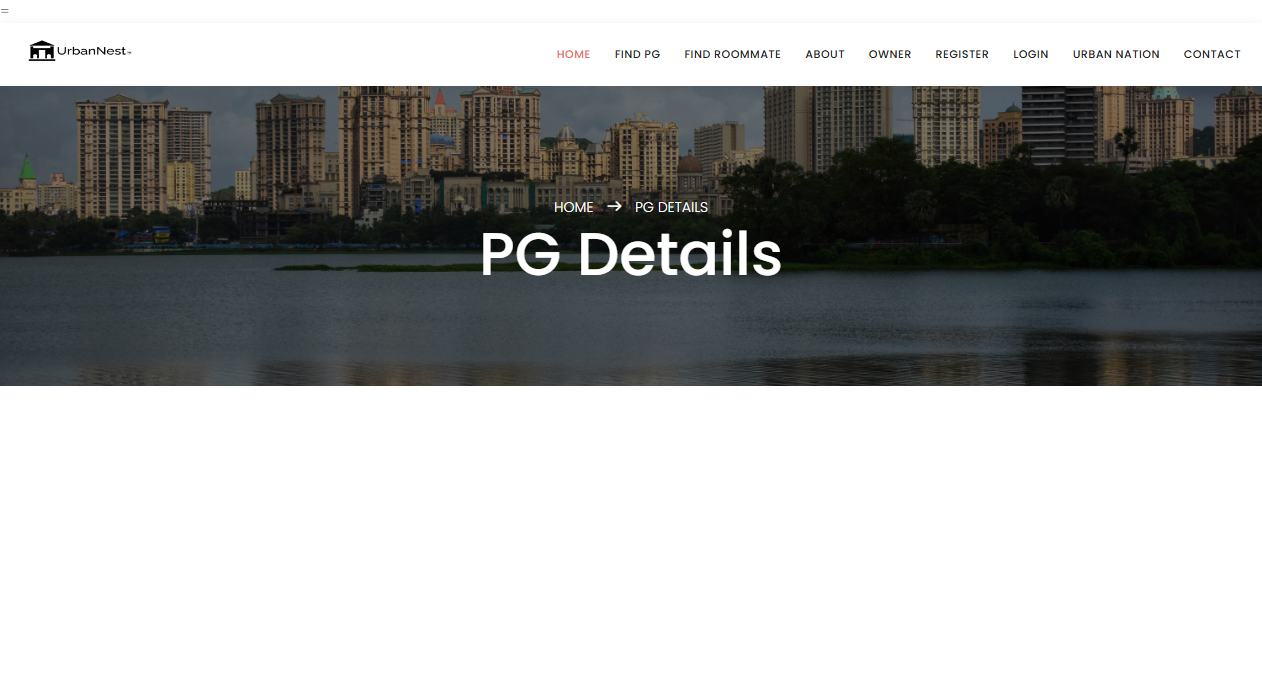 =
UrbanNest
HOME FIND PG FIND ROOMMATE ABOUT OWNER REGISTER LOGIN URBAN NATION CONTACT
HOME → PG DETAILS
PG Details